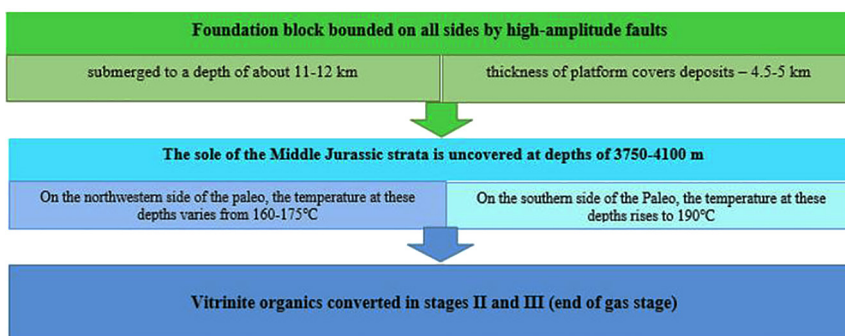 Foundation block bounded on all sides by high-amplitude faults
submerged to a depth of about 11-12 km
thickness of platform covers deposits – 4.5-5 km
The sole of the Middle Jurassic strata is uncovered at depths of 3750-4100 m
On the northwestern side of the paleo, the temperature at these
depths varies from 160-175℃
On the southern side of the Paleo, the temperature at these
depths rises to 190℃
Vitrinite organics converted in stages II and III (end of gas stage)